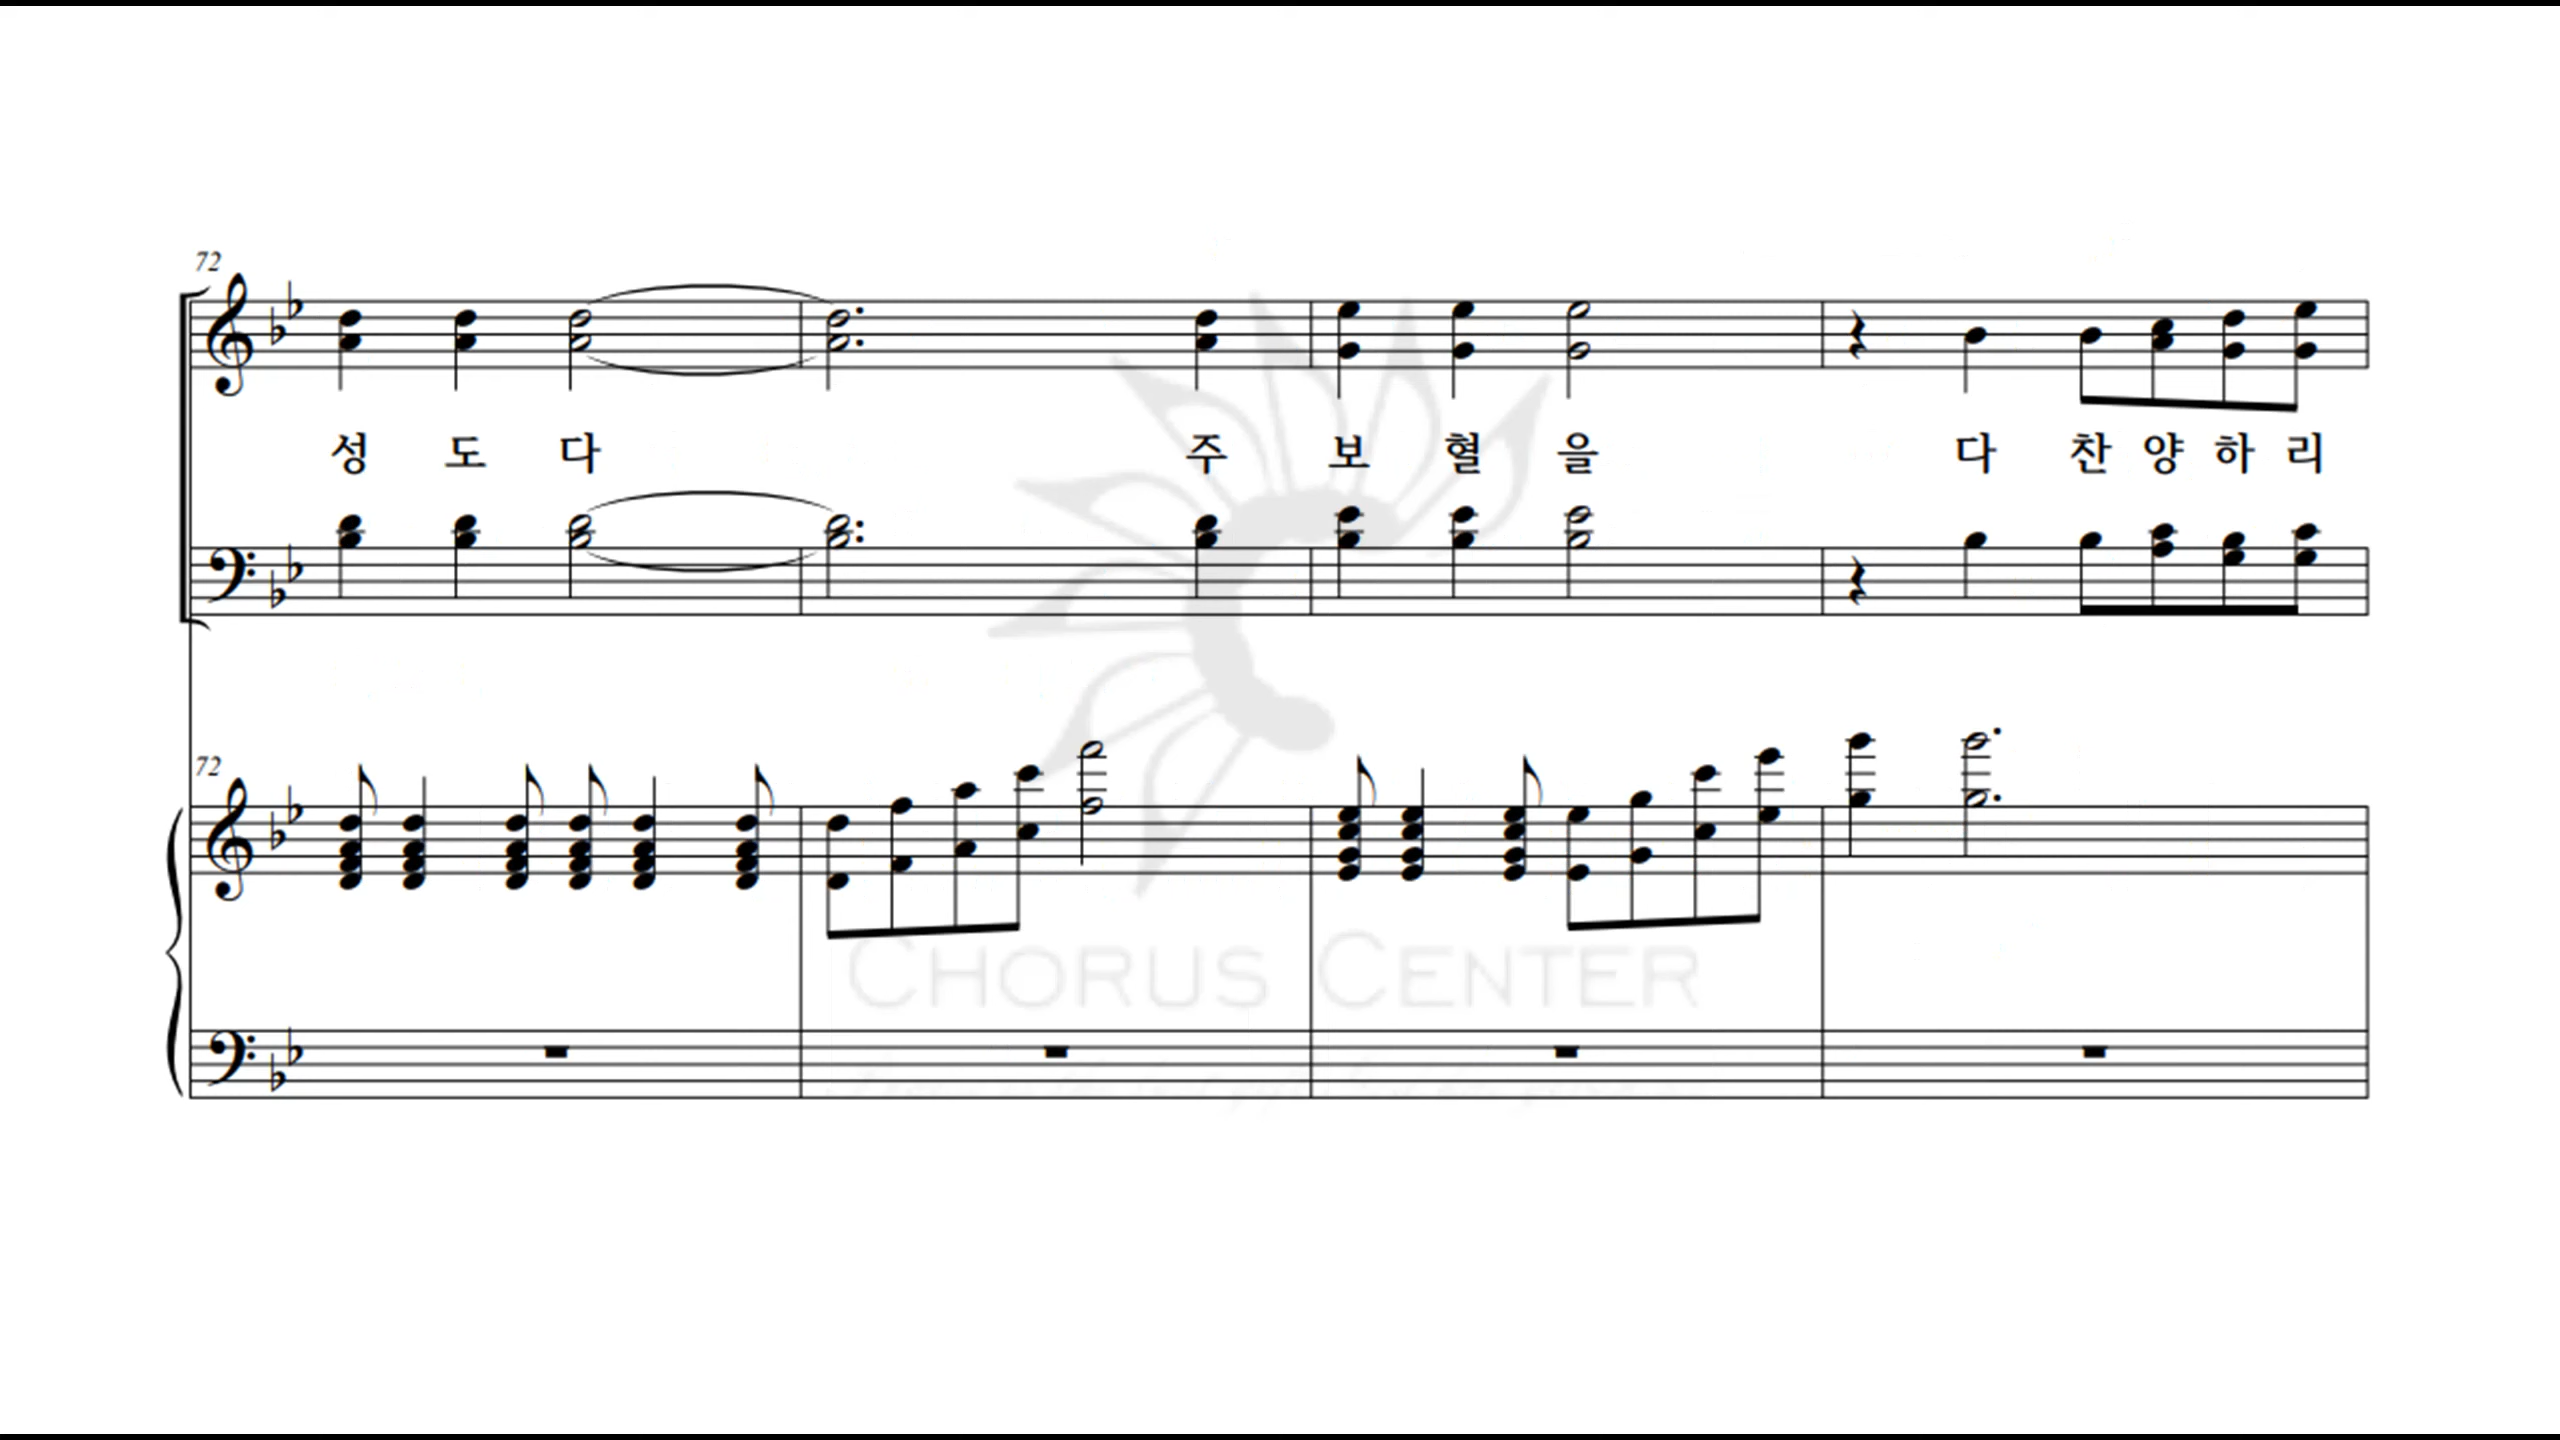 72
성 도 다 주 보 혈 을 다 찬 양 하 리
72
CHORUS CENTER